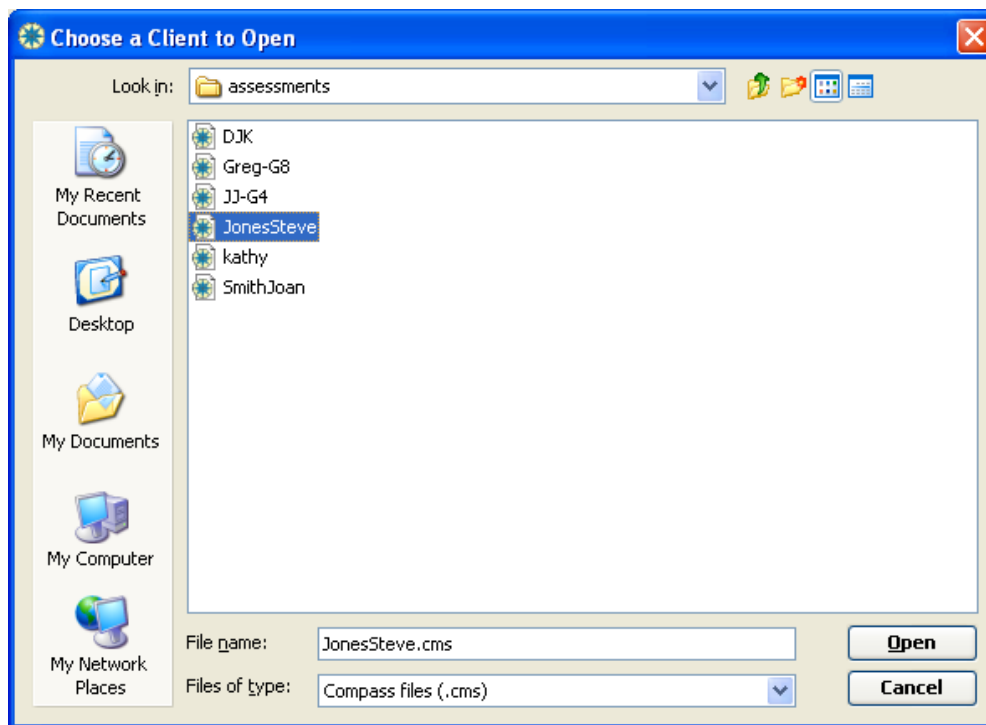 Choose a Client to Open
Look in:
assessments
My Recent
Documents
Desktop
My Documents
My Computer
My Network
Places
DJK
Greg-G8
JJ-G4
JonesSteve
kathy
SmithJoan
File name:
JonesSteve.cms
Open
Files of type:
Compass files (.cms)
Cancel